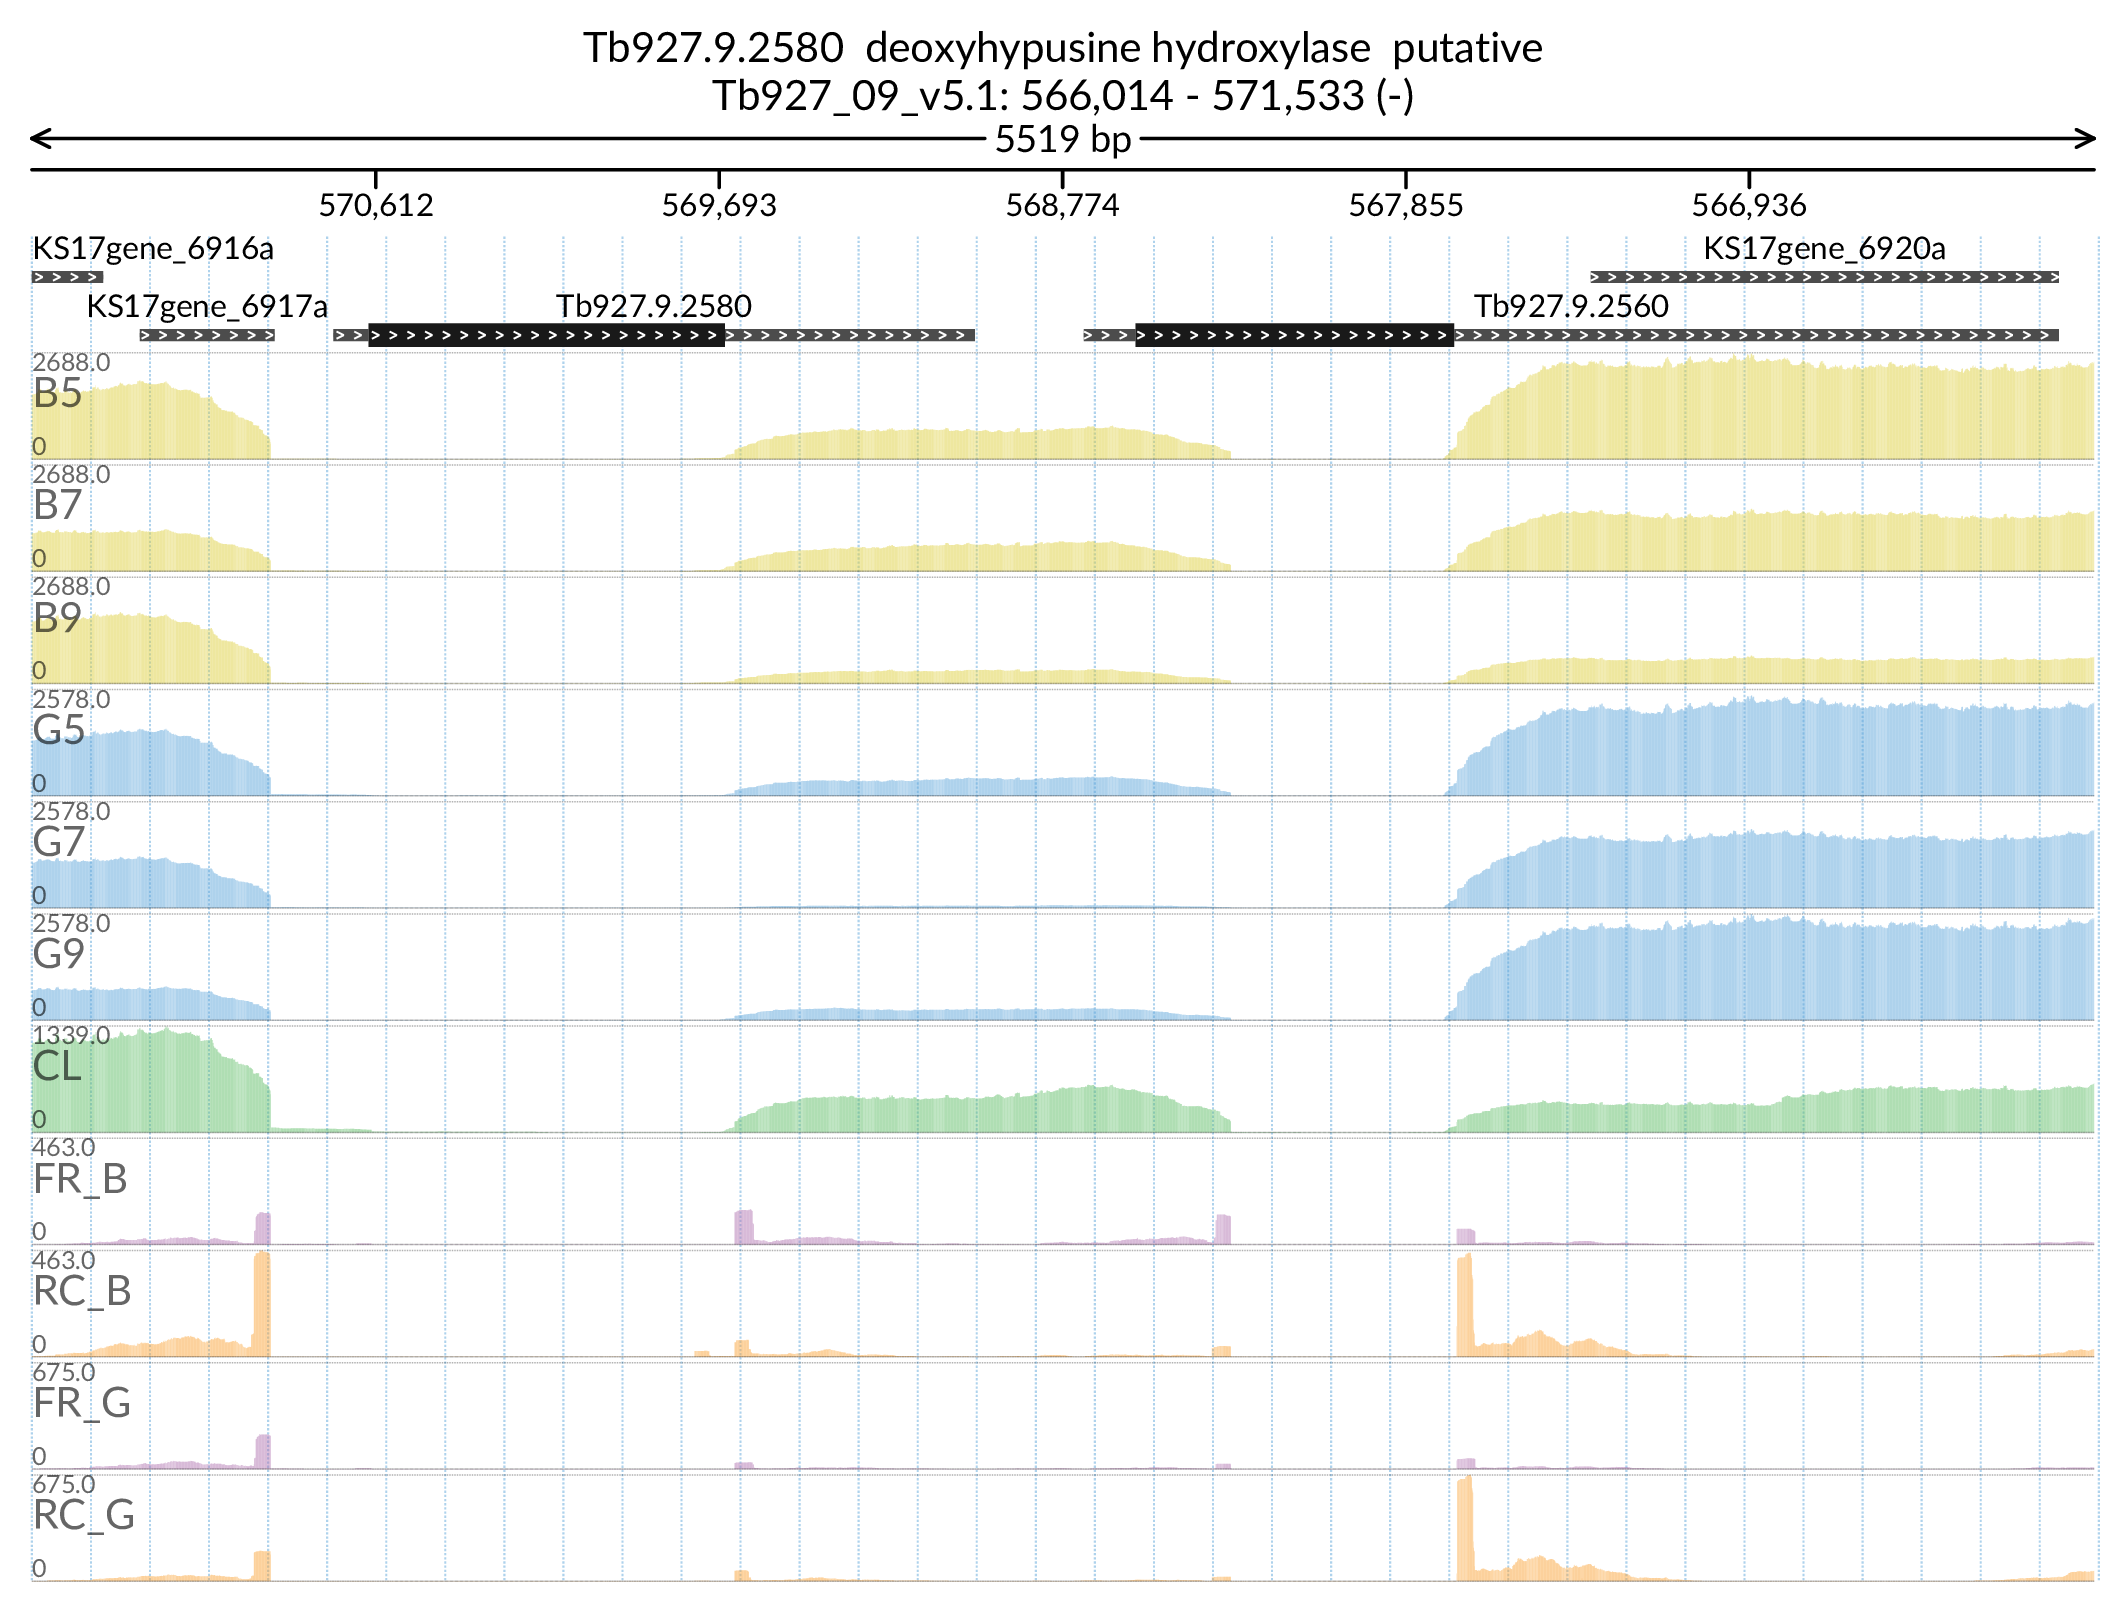 Tb927.9.2580 deoxyhypusine hydroxylase putative
Tb927_09_v5.1: 566,014 - 571,533 (-)
5519 bp
570,612 569,693 568,774 567,855 566,936
KS17gene_6916a KS17gene_6920a
KS17gene_6917a Tb927.9.2580 Tb927.9.2560
2688.0
B5
0
2688.0
B7
0
2688.0
B9
0
2578.0
G5
0
2578.0
G7
0
2578.0
G9
0
1339.0
CL
0
463.0
FR_B
0
463.0
RC_B
0
675.0
FR_G
0
675.0
RC_G
0